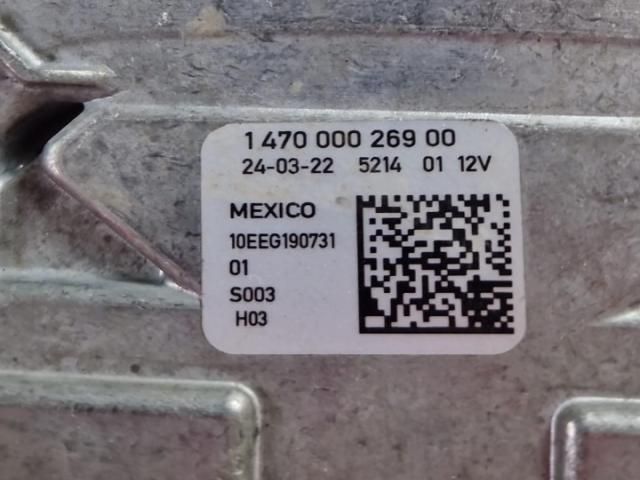 1 470 000 269 00
24-03-22 5214 01 12V
MEXICO
10EEG190731
01
S003
H03